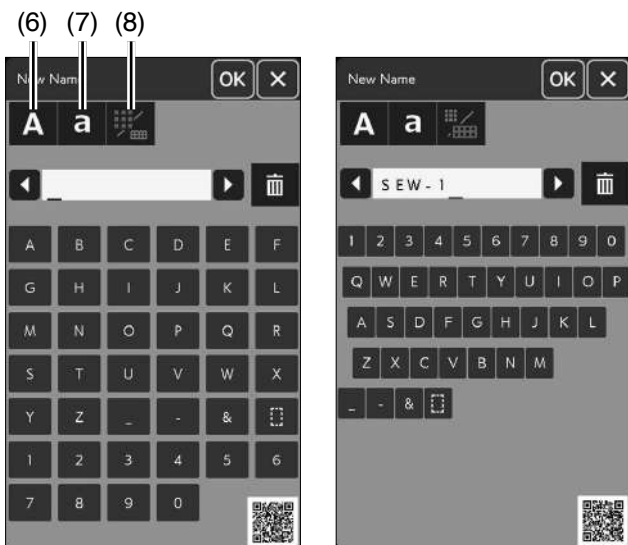 (6) (7) (8)
New Name OK X
A a
_
A B C D E F
G H I J K L
M N O P Q R
S T U V W X
Y Z _ - &
1 2 3 4 5 6
7 8 9 0
New Name OK X
A a
SEW-1_
1 2 3 4 5 6 7 8 9 0
Q W E R T Y U I O P
A S D F G H J K L
Z X C V B N M
_ - &